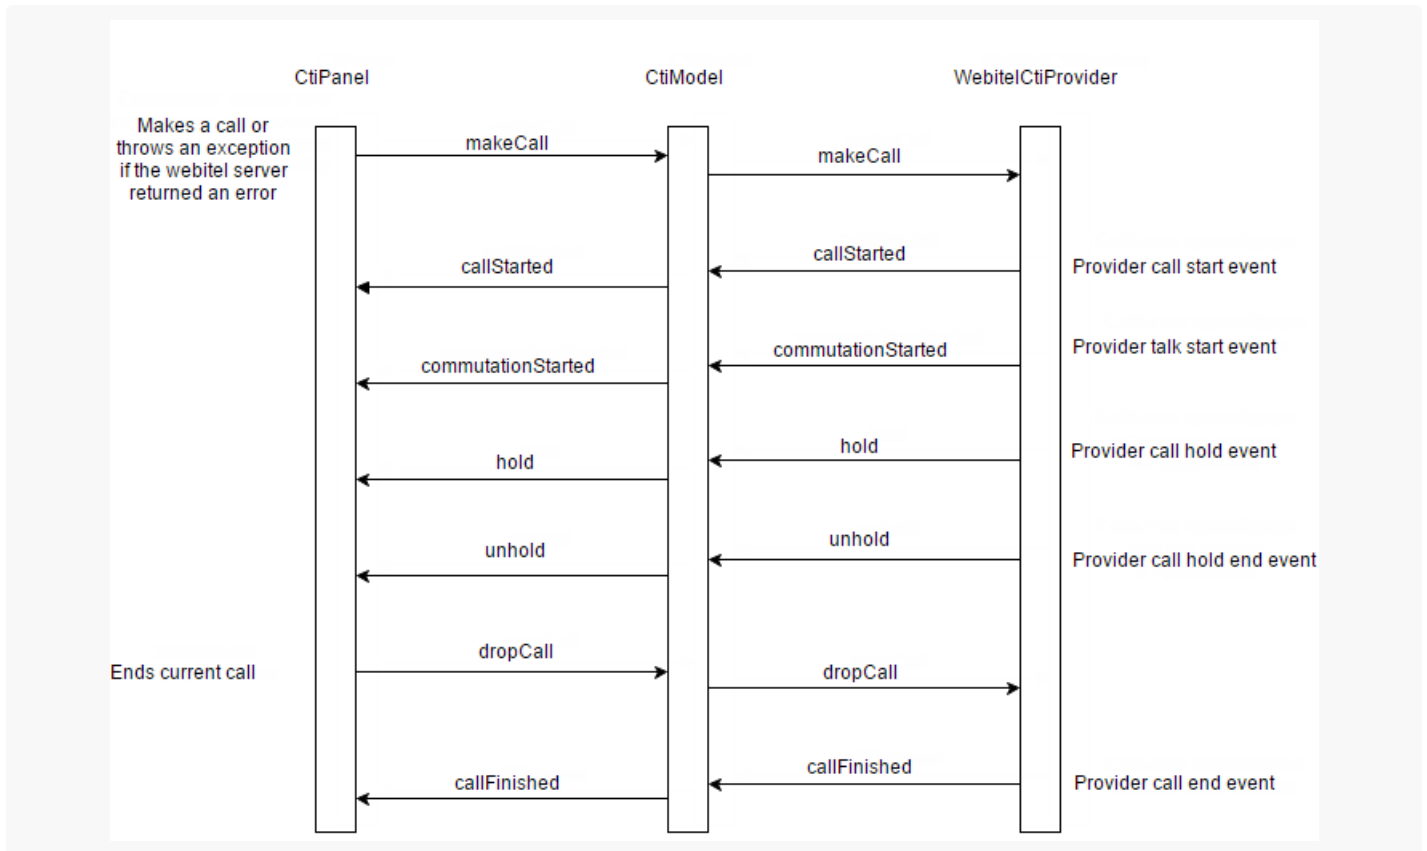 CtiPanel
CtiModel
WebitelCtiProvider
Makes a call or
throws an exception
if the webitel server
returned an error
makeCall
makeCall
callStarted
callStarted
Provider call start event
commutationStarted
commutationStarted
Provider talk start event
hold
hold
Provider call hold event
unhold
unhold
Provider call hold end event
Ends current call
dropCall
dropCall
callFinished
callFinished
Provider call end event